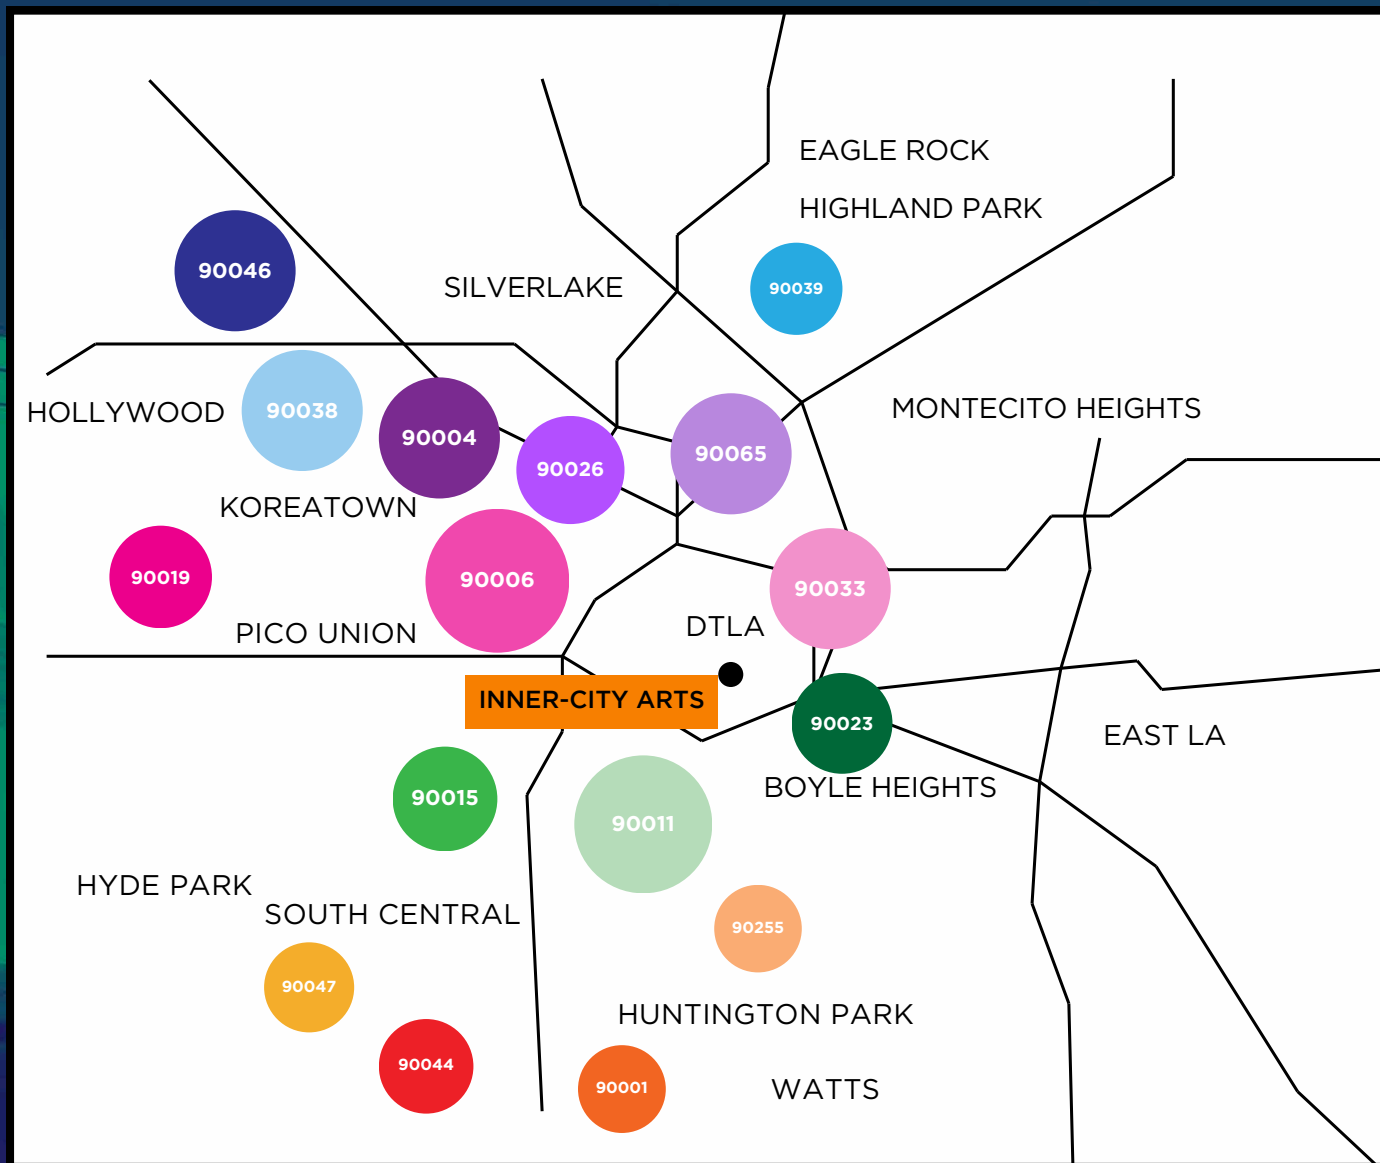 EAGLE ROCK
HIGHLAND PARK
90046
SILVERLAKE
90039
HOLLYWOOD
90038
90004
MONTECITO HEIGHTS
90026
90065
KOREATOWN
90019
90006
90033
PICO UNION
DTLA
INNER-CITY ARTS
90023
EAST LA
BOYLE HEIGHTS
90015
90011
HYDE PARK
SOUTH CENTRAL
90255
90047
HUNTINGTON PARK
90044
90001
WATTS